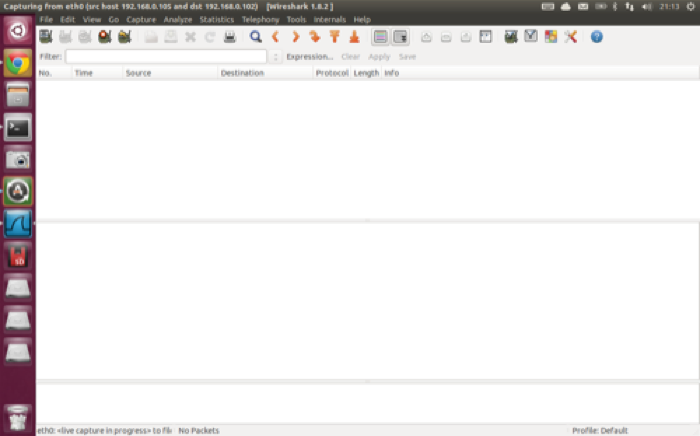 Capturing from eth0 (src host 192.168.0.105 and dst 192.168.0.102) [Wireshark 1.8.2 ] 21:13
File Edit View Go Capture Analyze Statistics Telephony Tools Internals Help
Filter: Expression... Clear Apply Save
No. Time Source Destination Protocol Length Info
eth0: <live capture in progress> to file No Packets Profile: Default